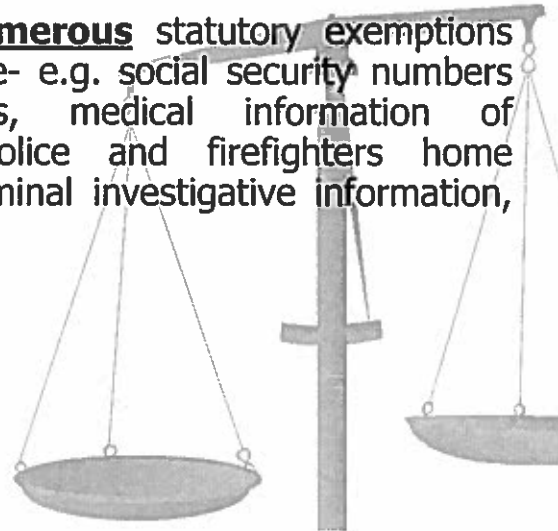 merous statutory exemptions
e- e.g. social security numbers
s, medical information of
olice and firefighters home
minal investigative information,